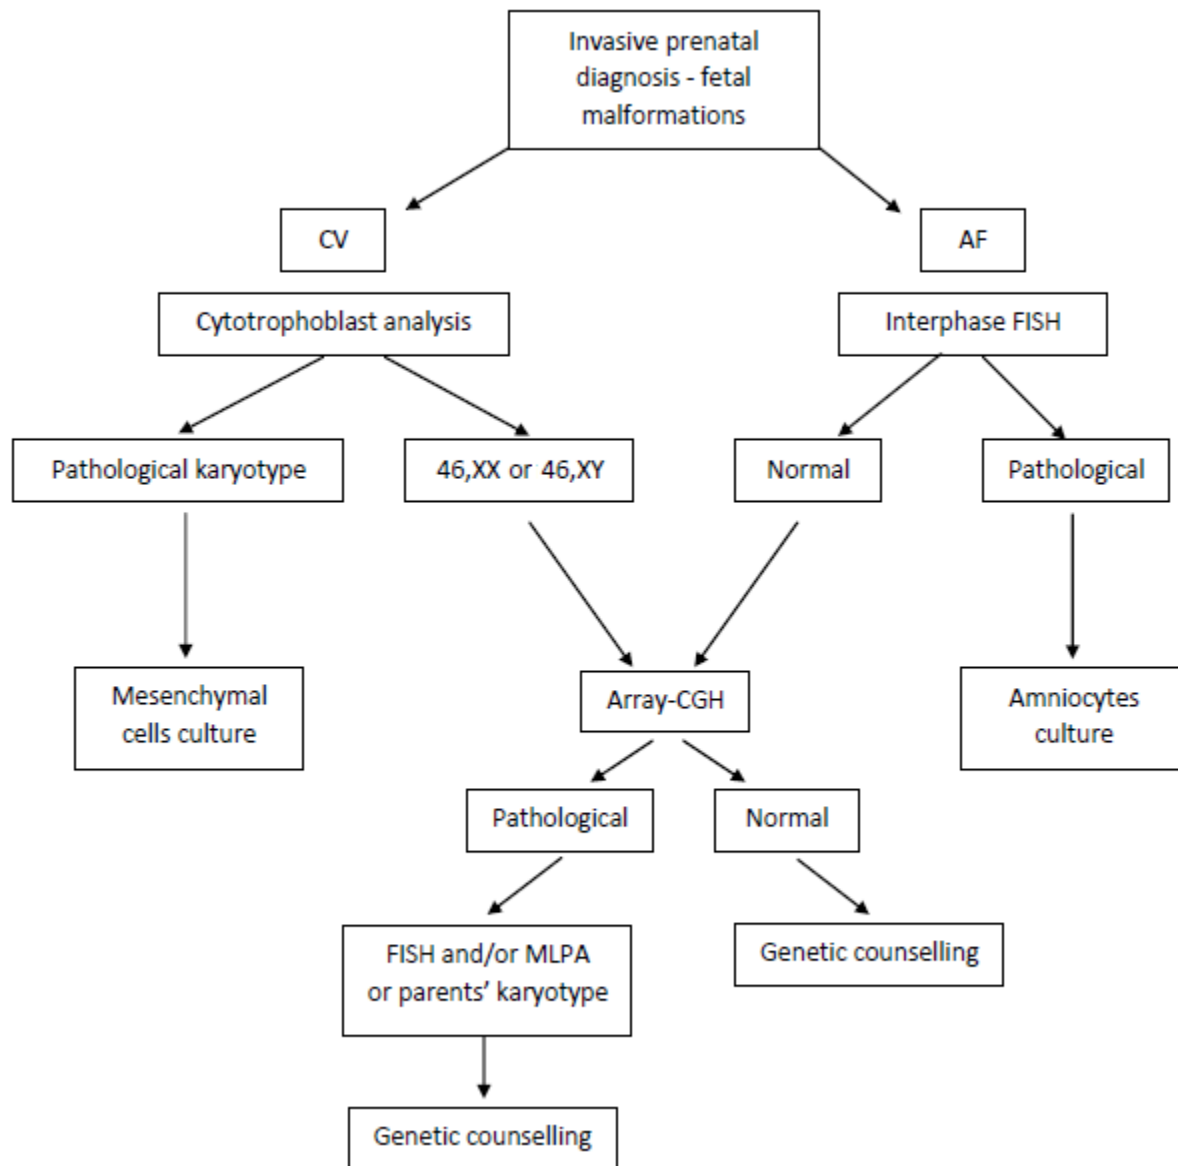 Invasive prenatal
diagnosis - fetal
malformations
CV
AF
Cytotrophoblast analysis
Interphase FISH
Pathological karyotype
46,XX or 46,XY
Normal
Pathological
Mesenchymal
cells culture
Array-CGH
Amniocytes
culture
Pathological
Normal
FISH and/or MLPA
or parents’ karyotype
Genetic counselling
Genetic counselling